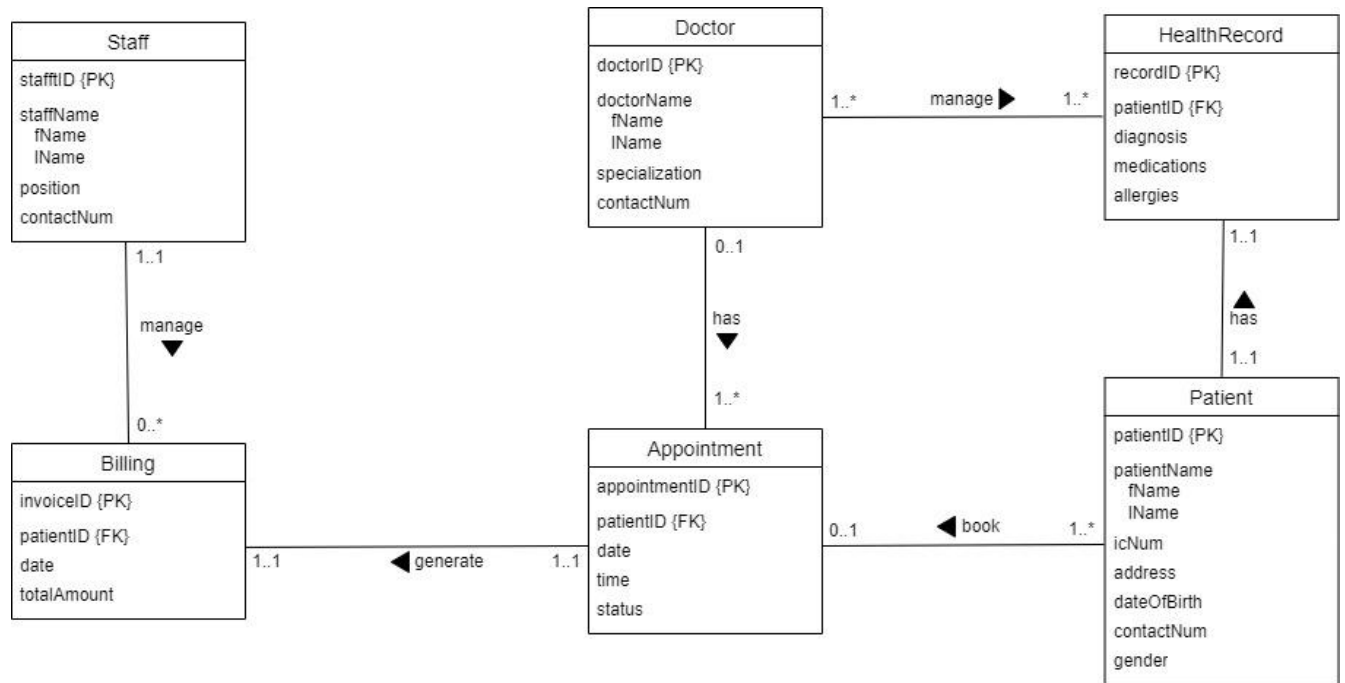 Staff
stafftID {PK}
staffName
fName
lName
position
contactNum
1..1
manage
0..*
Billing
invoiceID {PK}
patientID {FK}
date
totalAmount
1..1
generate
1..1
Doctor
doctorID {PK}
doctorName
fName
lName
specialization
contactNum
1..*
manage
1..*
0..1
has
1..*
Appointment
appointmentID {PK}
patientID {FK}
date
time
status
0..1
book
1..*
HealthRecord
recordID {PK}
patientID {FK}
diagnosis
medications
allergies
1..1
has
1..1
Patient
patientID {PK}
patientName
fName
lName
icNum
address
dateOfBirth
contactNum
gender